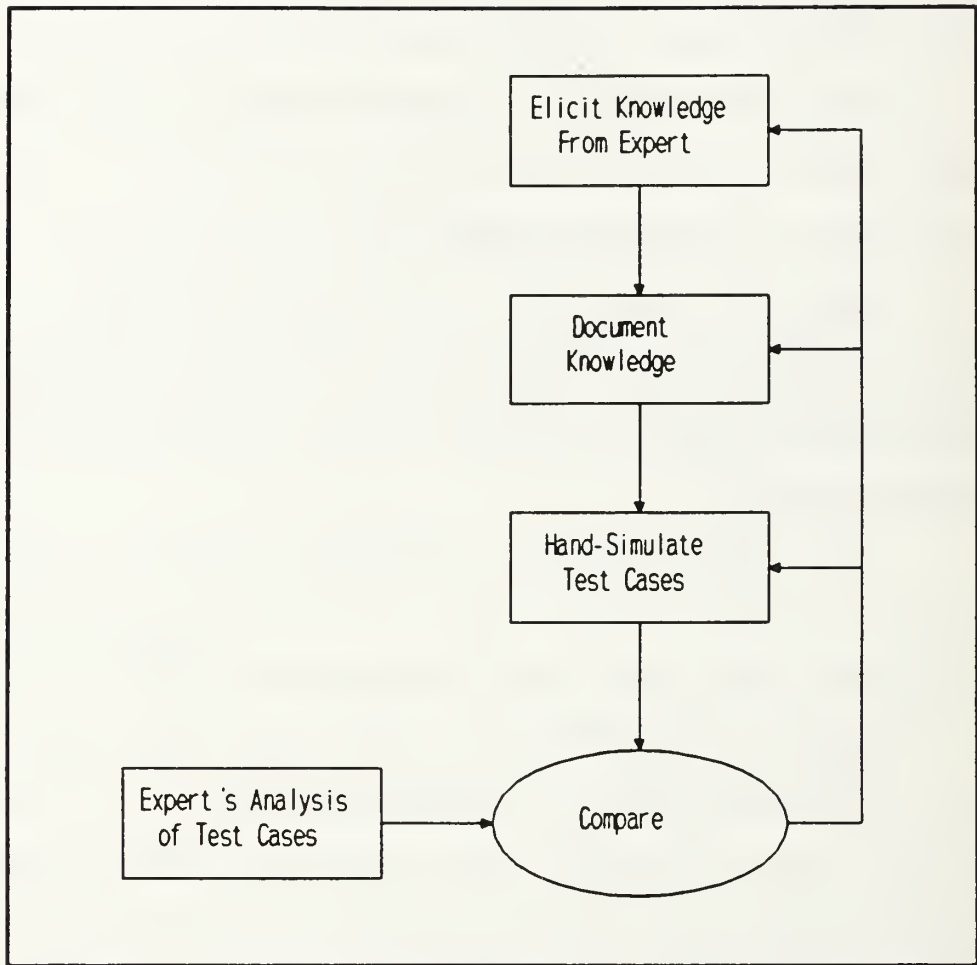 Elicit Knowledge
From Expert
Document
Knowledge
Hand-Simulate
Test Cases
Expert's Analysis
of Test Cases
Compare